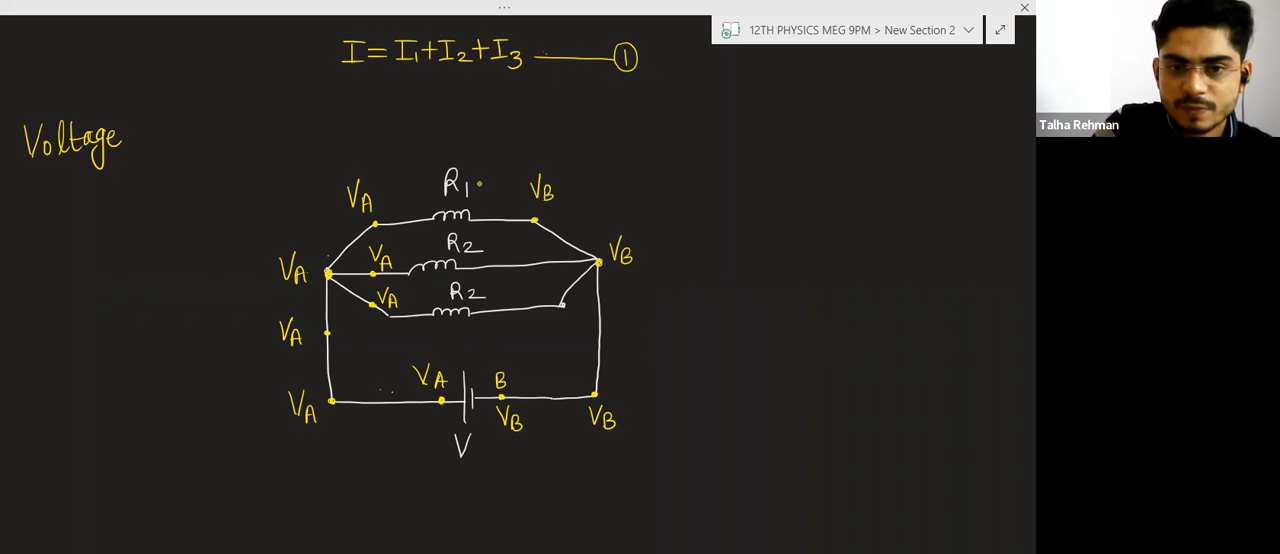 12TH PHYSICS MEG 9PM > New Section 2
I = I1 + I2 + I3 ——— ①
Talha Rehman
Voltage
R1
VA VB
R2
VA VA VB
R2
VA
VA
VA B
VA VB VB
V